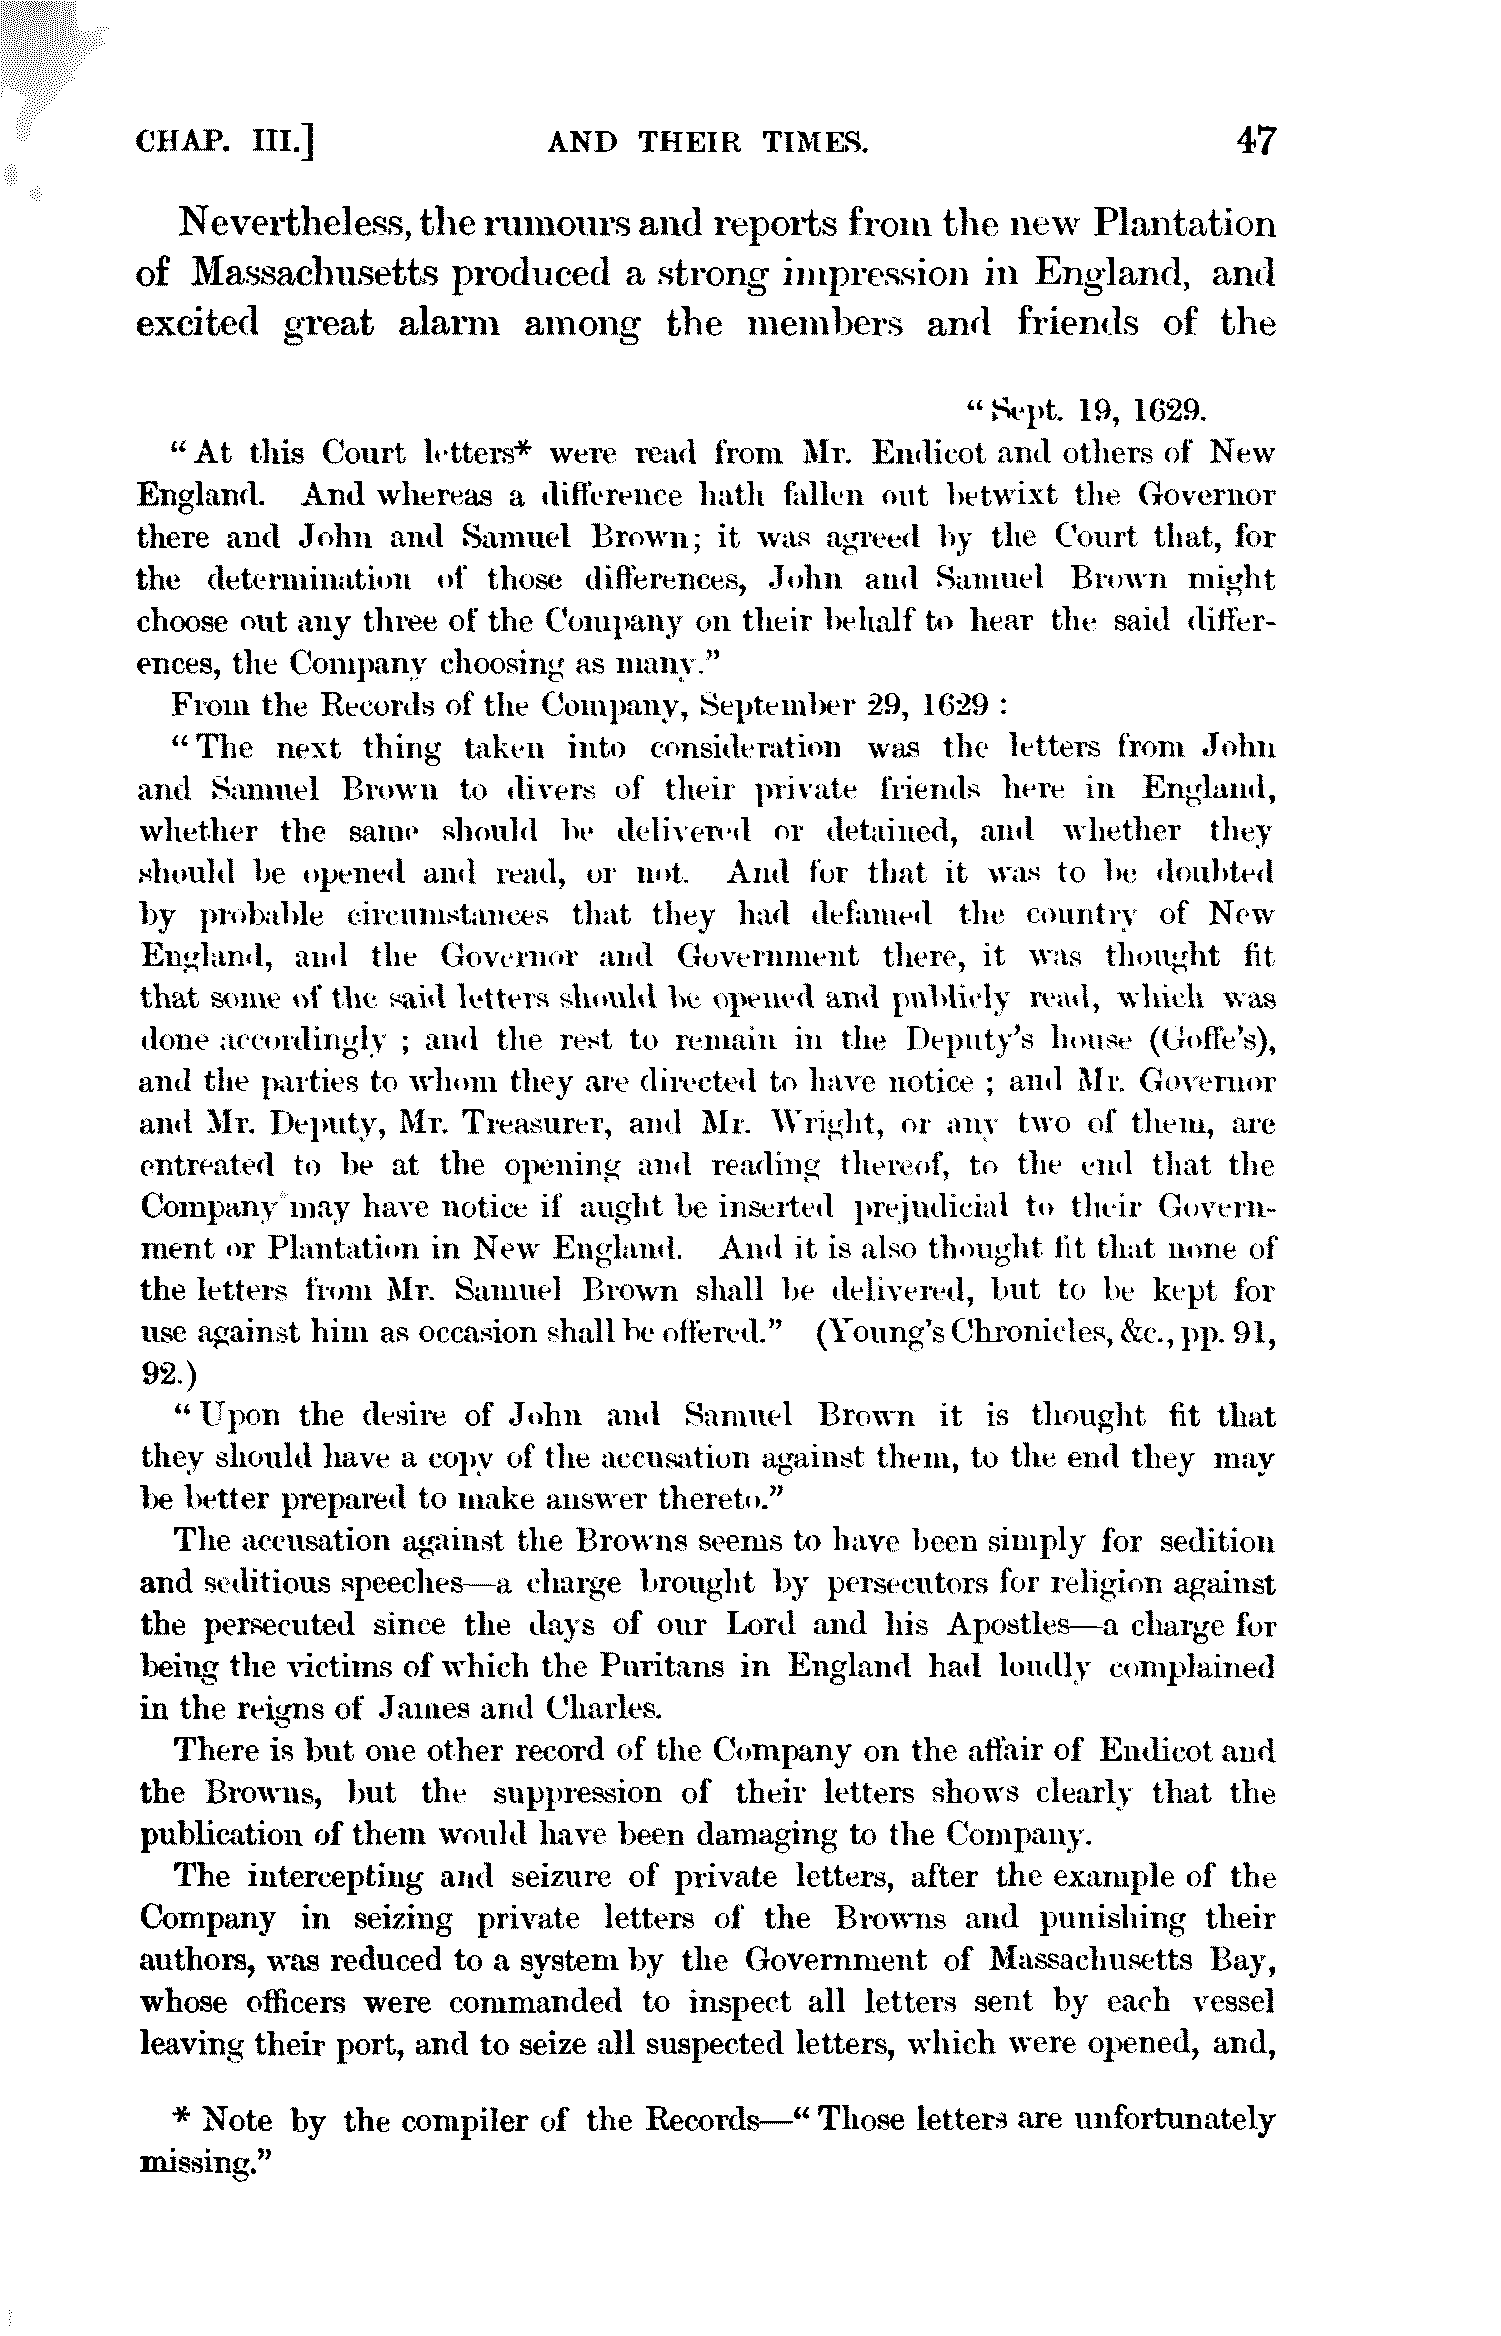 CHAP. III.] AND THEIR TIMES. 47
Nevertheless, the rumours and reports from the new Plantation
of Massachusetts produced a strong impression in England, and
excited great alarm among the members and friends of the
“Sept. 19, 1629.
“At this Court letters* were read from Mr. Endicot and others of New
England. And whereas a difference hath fallen out betwixt the Governor
there and John and Samuel Brown; it was agreed by the Court that, for
the determination of those differences, John and Samuel Brown might
choose out any three of the Company on their behalf to hear the said differ-
ences, the Company choosing as many.”
From the Records of the Company, September 29, 1629 :
“The next thing taken into consideration was the letters from John
and Samuel Brown to divers of their private friends here in England,
whether the same should be delivered or detained, and whether they
should be opened and read, or not. And for that it was to be doubted
by probable circumstances that they had defamed the country of New
England, and the Governor and Government there, it was thought fit
that some of the said letters should be opened and publicly read, which was
done accordingly ; and the rest to remain in the Deputy’s house (Goffe’s),
and the parties to whom they are directed to have notice ; and Mr. Governor
and Mr. Deputy, Mr. Treasurer, and Mr. Wright, or any two of them, are
entreated to be at the opening and reading thereof, to the end that the
Company may have notice if aught be inserted prejudicial to their Govern-
ment or Plantation in New England. And it is also thought fit that none of
the letters from Mr. Samuel Brown shall be delivered, but to be kept for
use against him as occasion shall be offered.” (Young’s Chronicles, &c., pp. 91,
92.)
“Upon the desire of John and Samuel Brown it is thought fit that
they should have a copy of the accusation against them, to the end they may
be better prepared to make answer thereto.”
The accusation against the Browns seems to have been simply for sedition
and seditious speeches—a charge brought by persecutors for religion against
the persecuted since the days of our Lord and his Apostles—a charge for
being the victims of which the Puritans in England had loudly complained
in the reigns of James and Charles.
There is but one other record of the Company on the affair of Endicot and
the Browns, but the suppression of their letters shows clearly that the
publication of them would have been damaging to the Company.
The intercepting and seizure of private letters, after the example of the
Company in seizing private letters of the Browns and punishing their
authors, was reduced to a system by the Government of Massachusetts Bay,
whose officers were commanded to inspect all letters sent by each vessel
leaving their port, and to seize all suspected letters, which were opened, and,
* Note by the compiler of the Records—“Those letters are unfortunately
missing.”